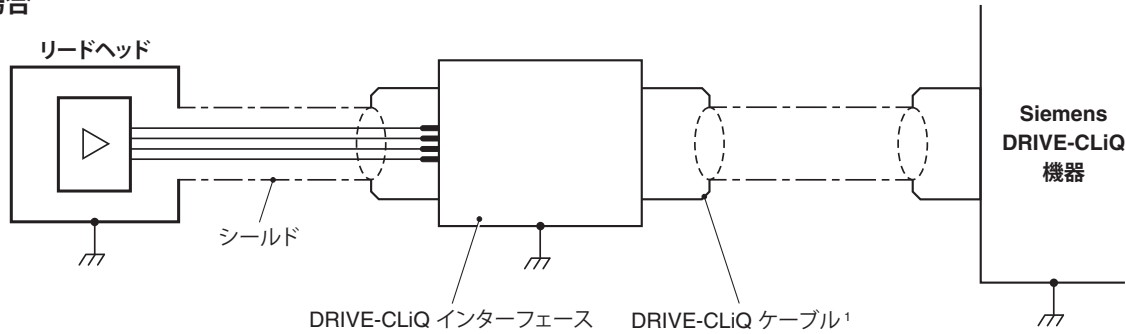 リードヘッド
Siemens
DRIVE-CLiQ
機器
シールド
DRIVE-CLiQ インターフェース
DRIVE-CLiQ ケーブル¹